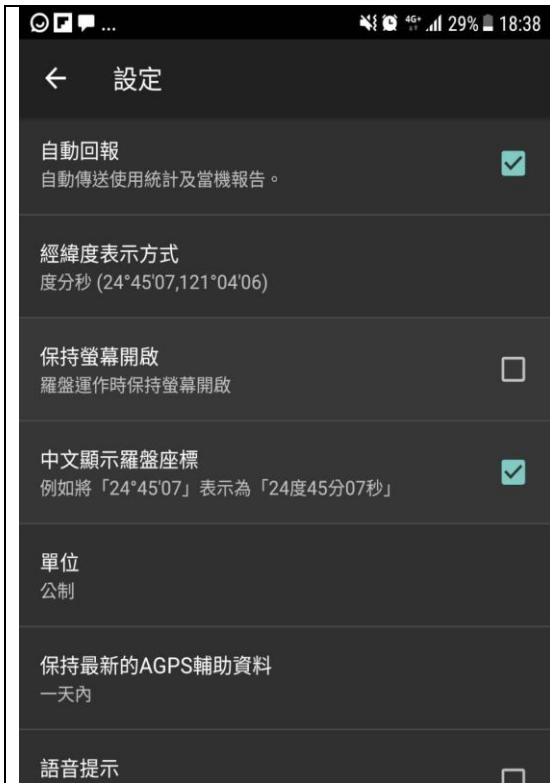 ... 4G+ 29% 18:38
設定
自動回報
自動傳送使用統計及當機報告。
經緯度表示方式
度分秒 (24°45'07,121°04'06)
保持螢幕開啟
羅盤運作時保持螢幕開啟
中文顯示羅盤座標
例如將「24°45'07」表示為「24度45分07秒」
單位
公制
保持最新的AGPS輔助資料
一天內
語音提示